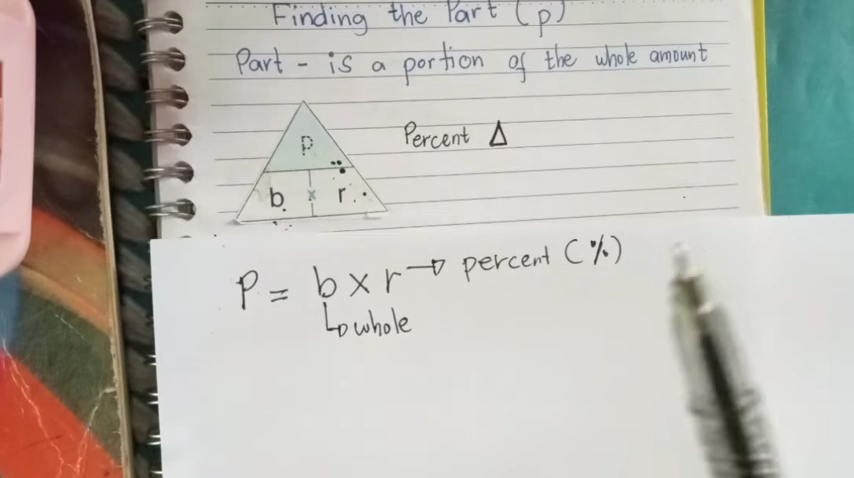 Finding the Part (p)
Part - is a portion of the whole amount
Percent Δ
P
b x r
P = b x r → percent (%)
↳ whole